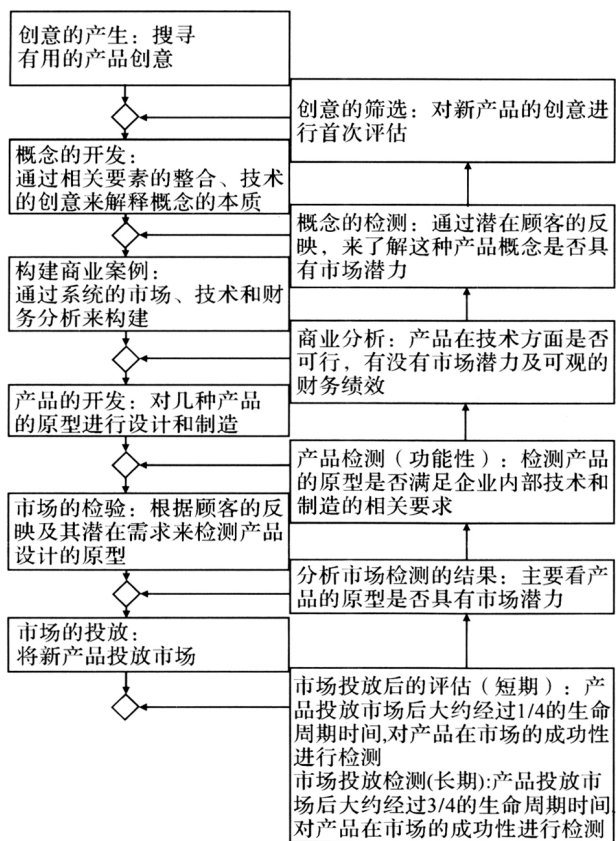 创意的产生：搜寻
有用的产品创意
创意的筛选：对新产品的创意进
行首次评估
概念的开发：
通过相关要素的整合、技术
的创意来解释概念的本质
概念的检测：通过潜在顾客的反
映，来了解这种产品概念是否具
有市场潜力
构建商业案例：
通过系统的市场、技术和财
务分析来构建
商业分析：产品在技术方面是否
可行，有没有市场潜力及可观的
财务绩效
产品的开发：对几种产品
的原型进行设计和制造
产品检测（功能性）：检测产品
的原型是否满足企业内部技术和
制造的相关要求
市场的检验：根据顾客的反
映及其潜在需求来检测产品
设计的原型
分析市场检测的结果：主要看产
品的原型是否具有市场潜力
市场的投放：
将新产品投放市场
市场投放后的评估（短期）：产
品投放市场后大约经过1/4的生命
周期时间,对产品在市场的成功性
进行检测
市场投放检测(长期):产品投放市
场后大约经过3/4的生命周期时间,
对产品在市场的成功性进行检测